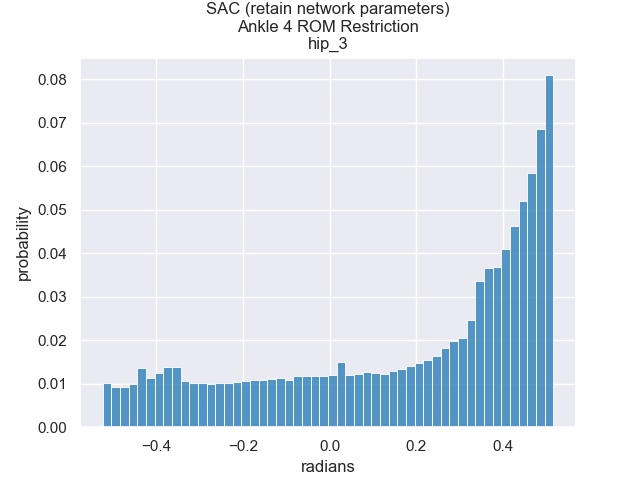 SAC (retain network parameters)
Ankle 4 ROM Restriction
hip_3
0.08
0.07
0.06
0.05
0.04
0.03
0.02
0.01
0.00
probability
−0.4
−0.2
0.0
0.2
0.4
radians